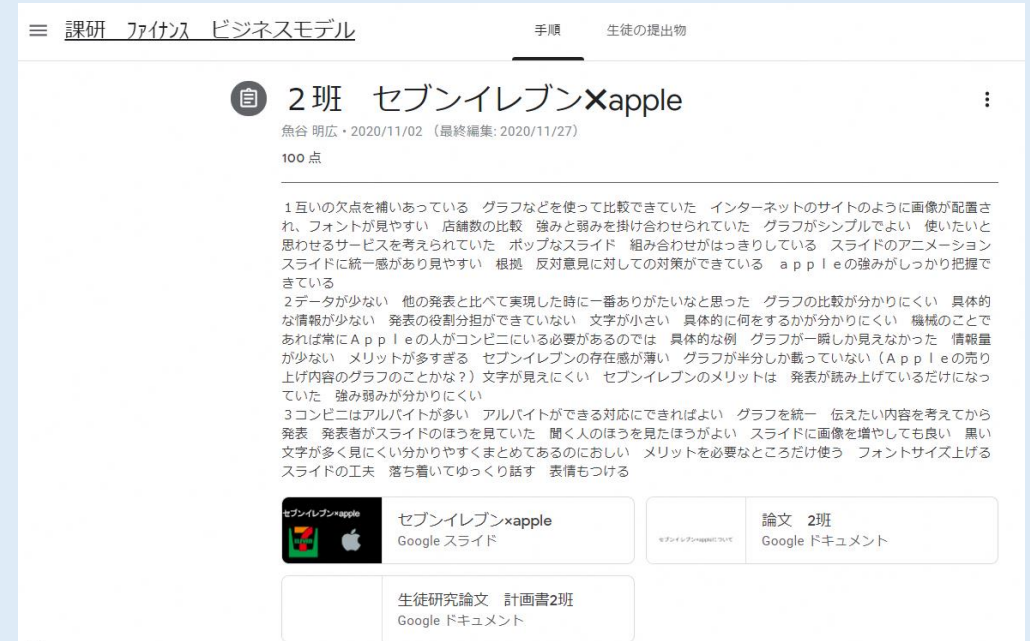 課研　ファイナンス　ビジネスモデル
手順
生徒の提出物
２班　セブンイレブン✕apple
魚谷 明広・2020/11/02 （最終編集: 2020/11/27）
100 点
１互いの欠点を補いあっている　グラフなどを使って比較できていた　インターネットのサイトのように画像が配置さ
れ、フォントが見やすい　店舗数の比較　強みと弱みを掛け合わせられていた　グラフがシンプルでよい　使いたいと
思わせるサービスを考えられていた　ポップなスライド　組み合わせがはっきりしている　スライドのアニメーション
スライドに統一感があり見やすい　根拠　反対意見に対しての対策ができている　ａｐｐｌｅの強みがしっかり把握で
きている
２データが少ない　他の発表と比べて実現した時に一番ありがたいなと思った　グラフの比較が分かりにくい　具体的
な情報が少ない　発表の役割分担ができていない　文字が小さい　具体的に何をするかが分かりにくい　機械のことで
あれば常にＡｐｐｌｅの人がコンビニにいる必要があるのでは　具体的な例　グラフが一瞬しか見えなかった　情報量
が少ない　メリットが多すぎる　セブンイレブンの存在感が薄い　グラフが半分しか載っていない（Ａｐｐｌｅの売り
上げ内容のグラフのことかな？）文字が見えにくい　セブンイレブンのメリットは　発表が読み上げているだけになっ
ていた　強み弱みが分かりにくい
３コンビニはアルバイトが多い　アルバイトができる対応にできればよい　グラフを統一　伝えたい内容を考えてから
発表　発表者がスライドのほうを見ていた　聞く人のほうを見たほうがよい　スライドに画像を増やしても良い　黒い
文字が多く見にくい分かりやすくまとめてあるのにおしい　メリットを必要なところだけ使う　フォントサイズ上げる
スライドの工夫　落ち着いてゆっくり話す　表情もつける
セブンイレブン×apple
セブンイレブン×apple
Google スライド
セブンイレブン×appleについて
論文　2班
Google ドキュメント
生徒研究論文　計画書2班
Google ドキュメント